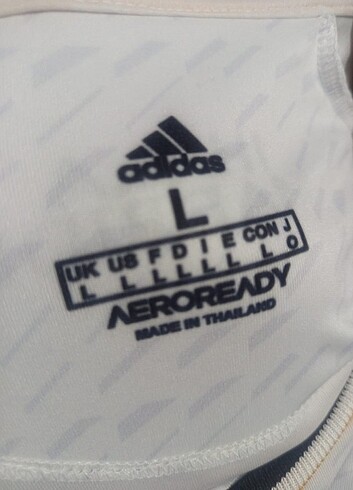 adidas
L
UK US F D I E CON J
L L L L L L L O
AEROREADY
MADE IN THAILAND